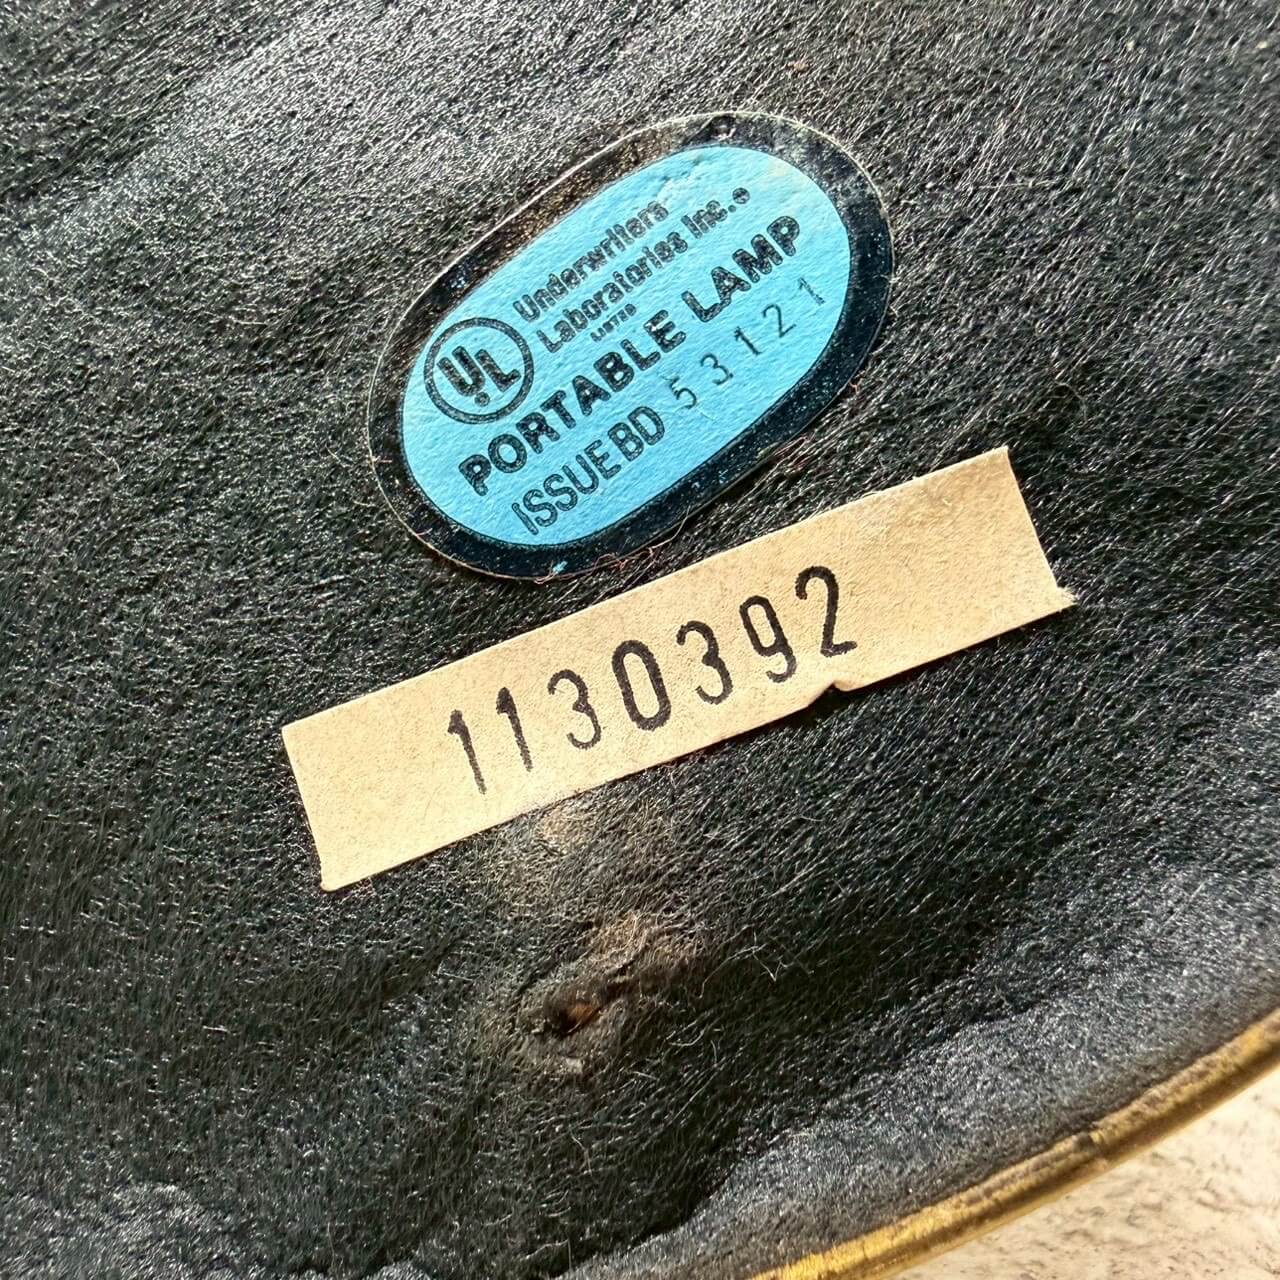 UL
Underwriters
Laboratories Inc.®
PORTABLE LAMP
ISSUE BD 53121
1130392